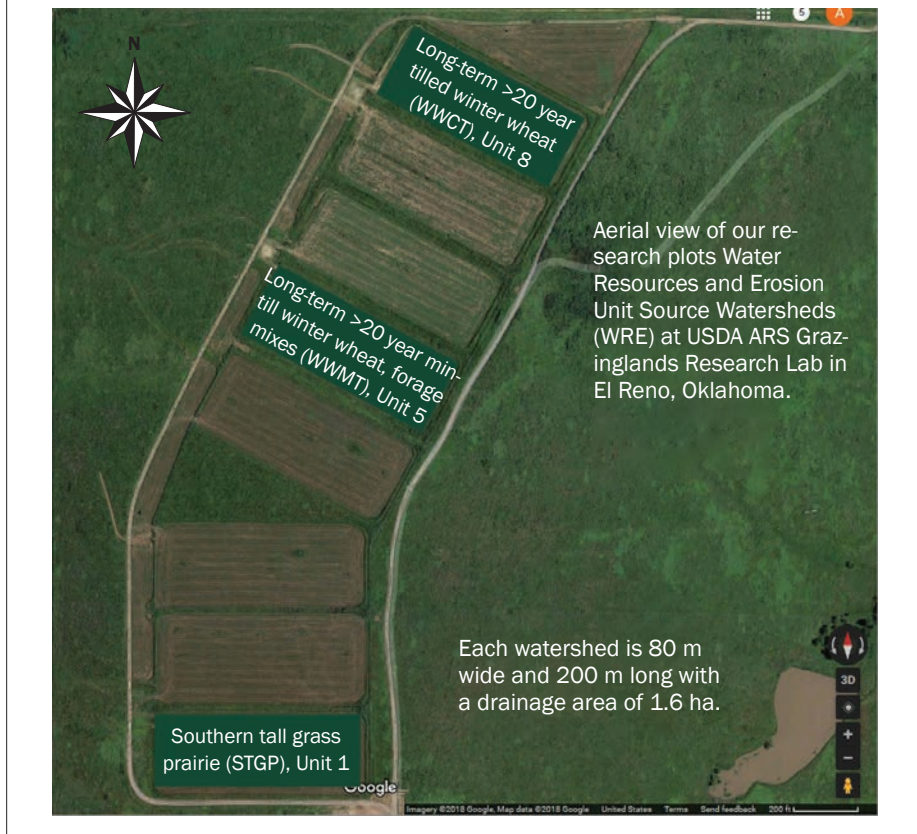 5
A
N
Long-term >20 year
tilled winter wheat
(WWCT), Unit 8
Aerial view of our re-
search plots Water
Resources and Erosion
Unit Source Watersheds
(WRE) at USDA ARS Graz-
inglands Research Lab in
El Reno, Oklahoma.
Long-term >20 year min-
till winter wheat, forage
mixes (WWMT), Unit 5
Each watershed is 80 m
wide and 200 m long with
a drainage area of 1.6 ha.
3D
Southern tall grass
prairie (STGP), Unit 1
Google
Imagery ©2018 Google, Map data ©2018 Google United States Terms Send feedback 200 ft